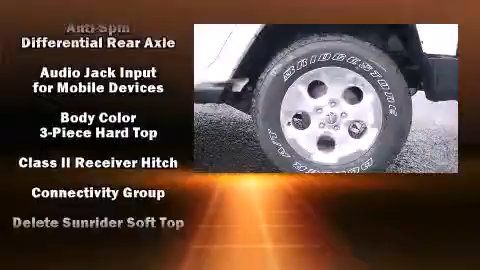 Anti-Spin
Differential Rear Axle
Audio Jack Input
for Mobile Devices
Body Color
3-Piece Hard Top
Class II Receiver Hitch
Connectivity Group
Delete Sunrider Soft Top
BRIDGESTONE